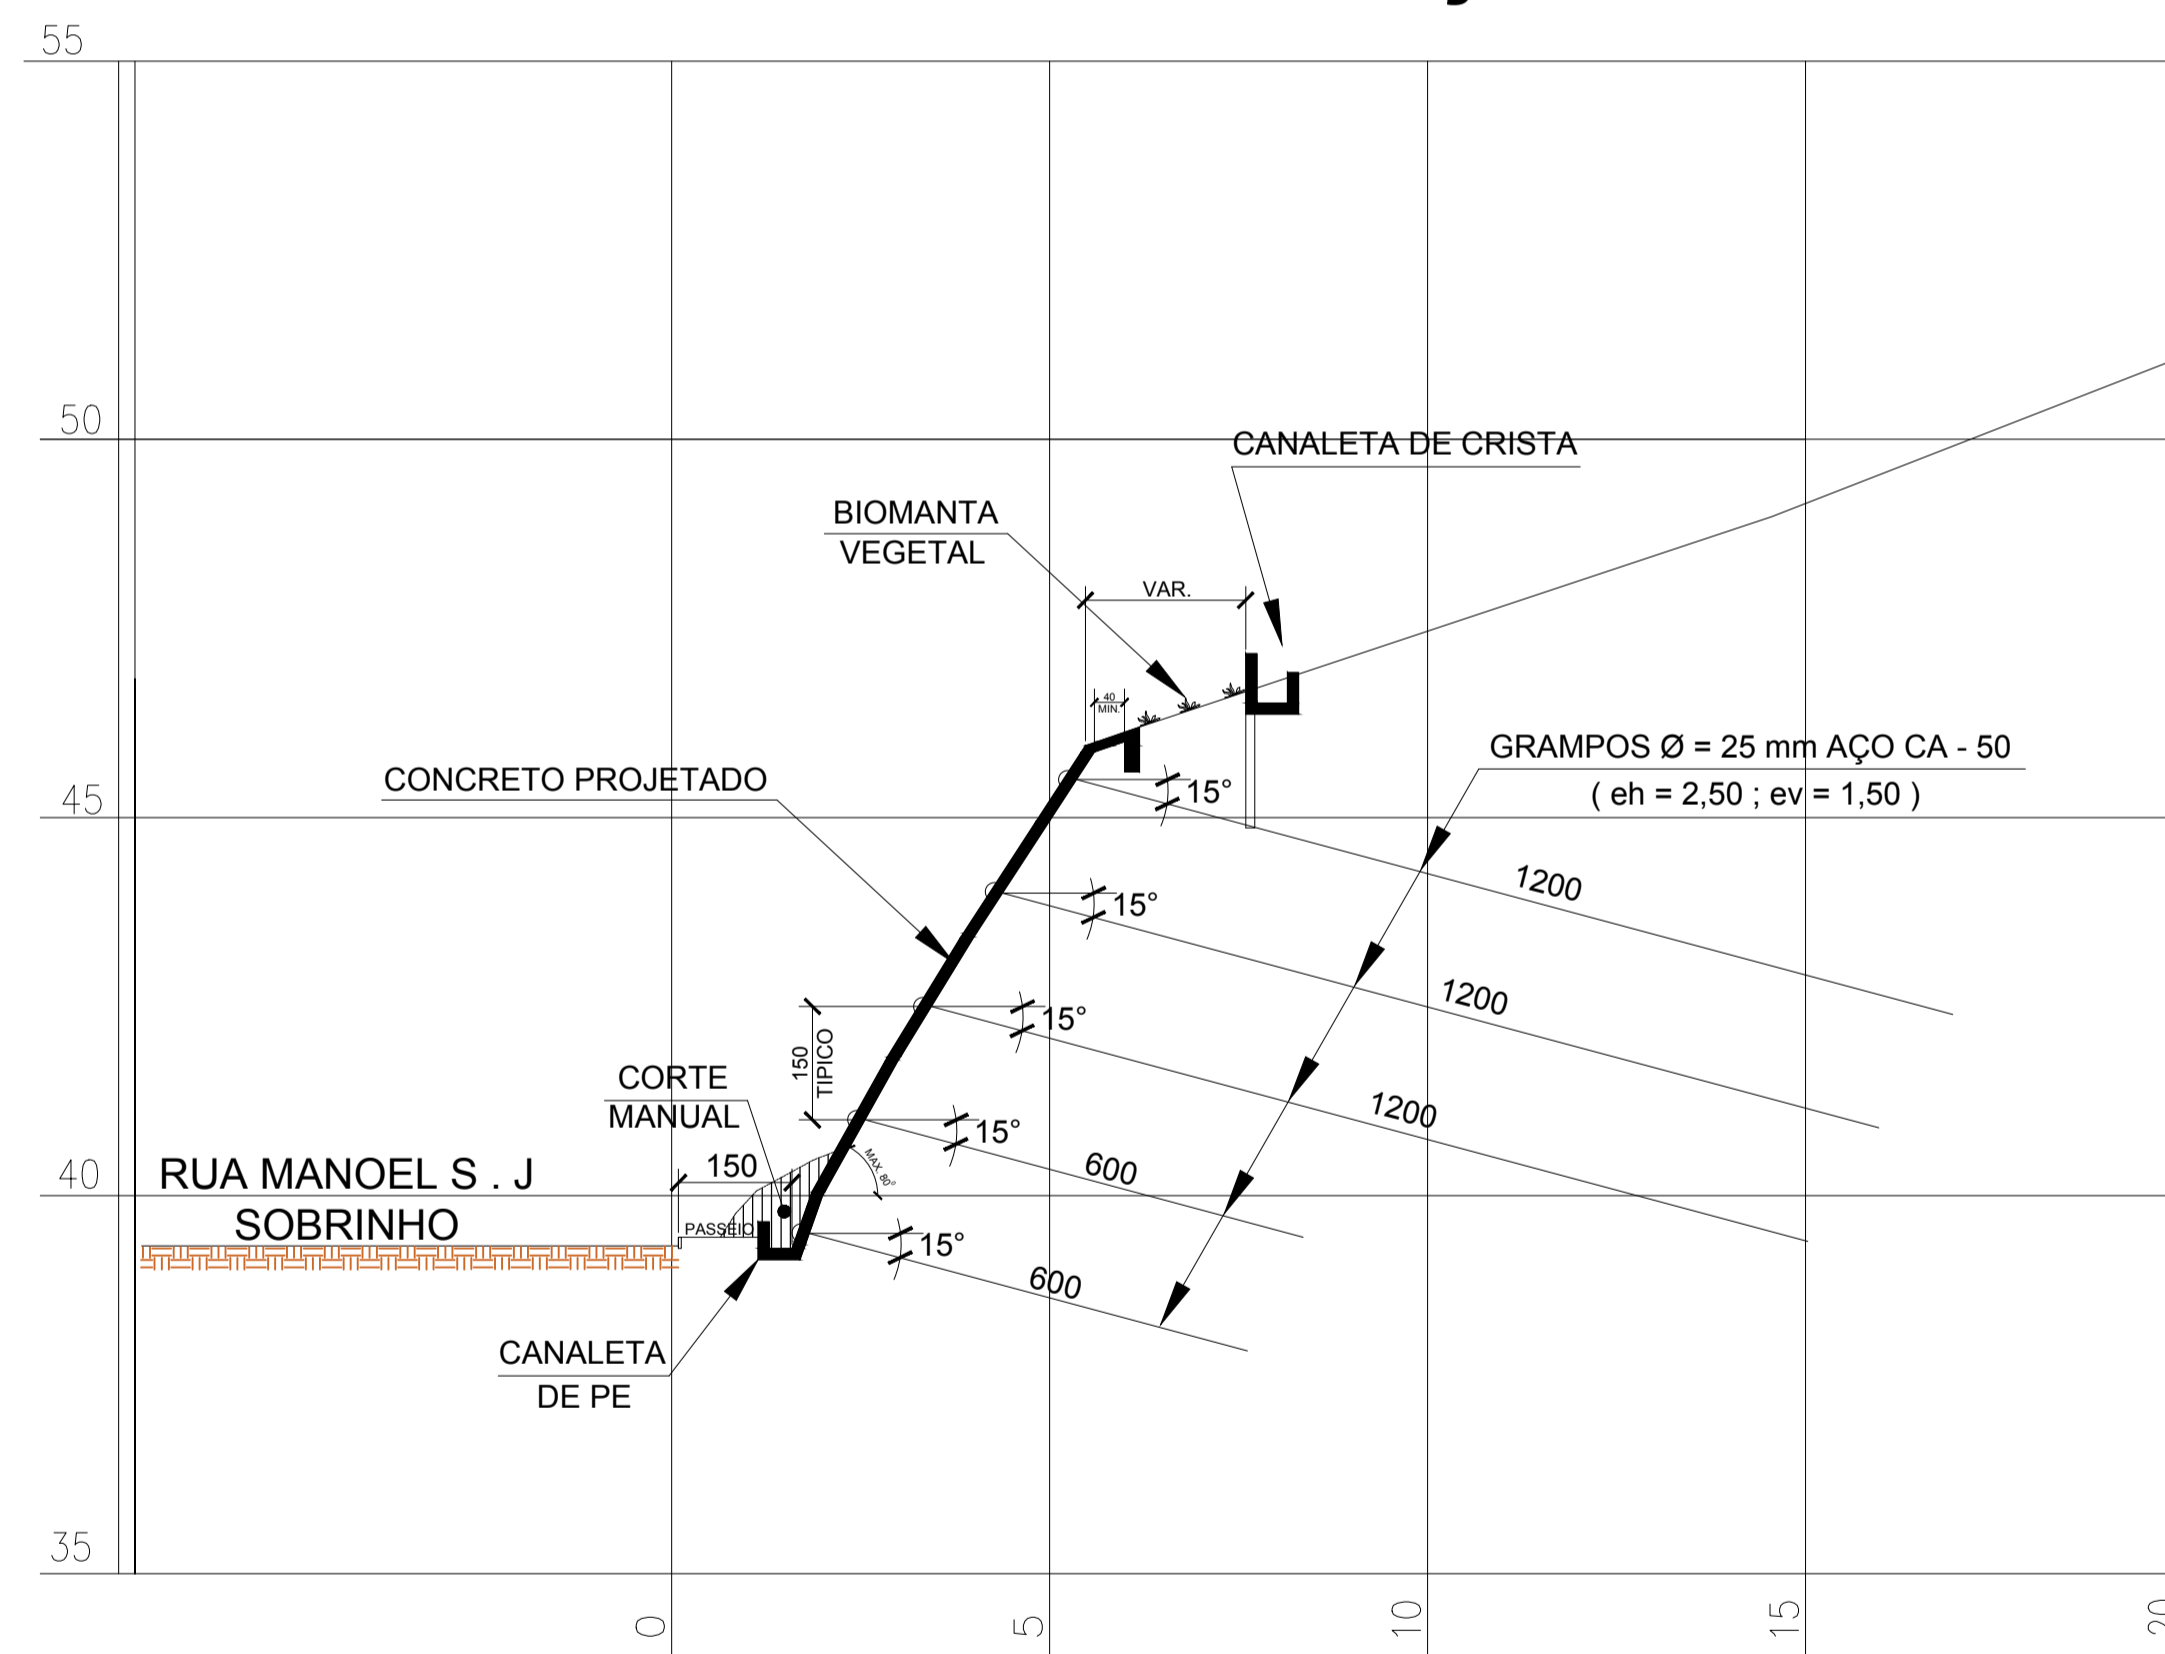 55
50
CANALETA DE CRISTA
BIOMANTA
VEGETAL
VAR.
40
MIN.
GRAMPOS Ø = 25 mm AÇO CA - 50
( eh = 2,50 ; ev = 1,50 )
CONCRETO PROJETADO
45
15°
1200
15°
1200
15°
1200
150
TIPICO
CORTE
MANUAL
15°
600
MAX. 80°
40
RUA MANOEL S . J
SOBRINHO
150
PASSEIO
15°
600
CANALETA
DE PE
35
0
5
10
15
20